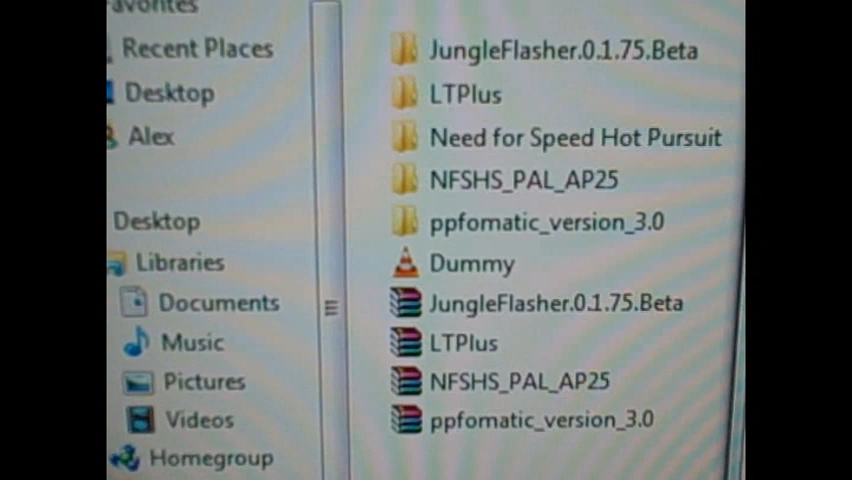 Favorites
Recent Places
Desktop
Alex
Desktop
Libraries
Documents
Music
Pictures
Videos
Homegroup
JungleFlasher.0.1.75.Beta
LTPlus
Need for Speed Hot Pursuit
NFSHS_PAL_AP25
ppfomatic_version_3.0
Dummy
JungleFlasher.0.1.75.Beta
LTPlus
NFSHS_PAL_AP25
ppfomatic_version_3.0